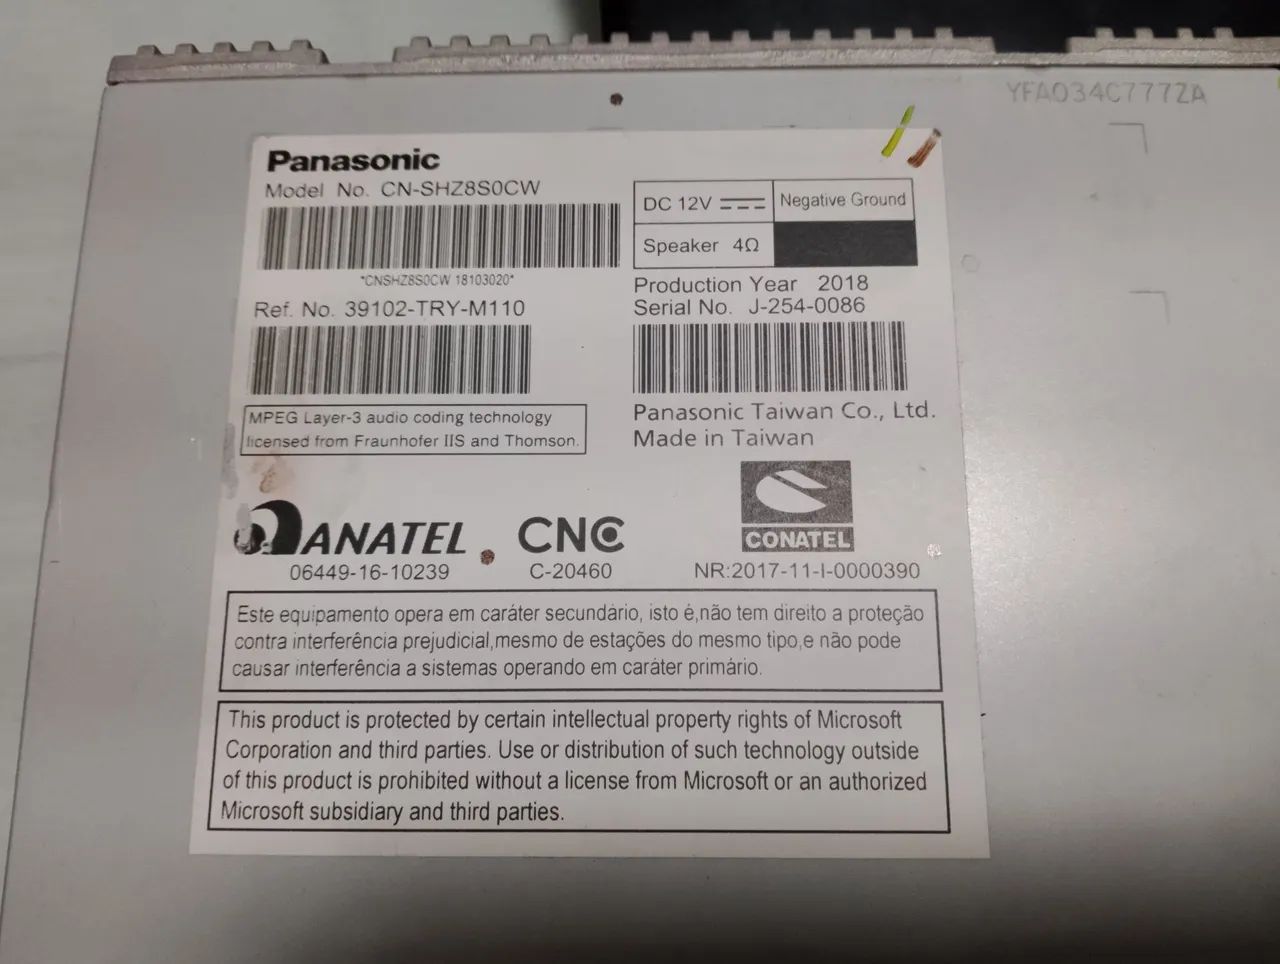 YFA034C777ZA
Panasonic
Model No. CN-SHZ8S0CW
DC 12V
Negative Ground
Speaker 4Ω
*CNSHZ8S0CW 18103020*
Production Year 2018
Ref. No. 39102-TRY-M110
Serial No. J-254-0086
MPEG Layer-3 audio coding technology
licensed from Fraunhofer IIS and Thomson.
Panasonic Taiwan Co., Ltd.
Made in Taiwan
ANATEL
06449-16-10239
CNC
C-20460
CONATEL
NR:2017-11-I-0000390
Este equipamento opera em caráter secundário, isto é,não tem direito a proteção
contra interferência prejudicial,mesmo de estações do mesmo tipo,e não pode
causar interferência a sistemas operando em caráter primário.
This product is protected by certain intellectual property rights of Microsoft
Corporation and third parties. Use or distribution of such technology outside
of this product is prohibited without a license from Microsoft or an authorized
Microsoft subsidiary and third parties.